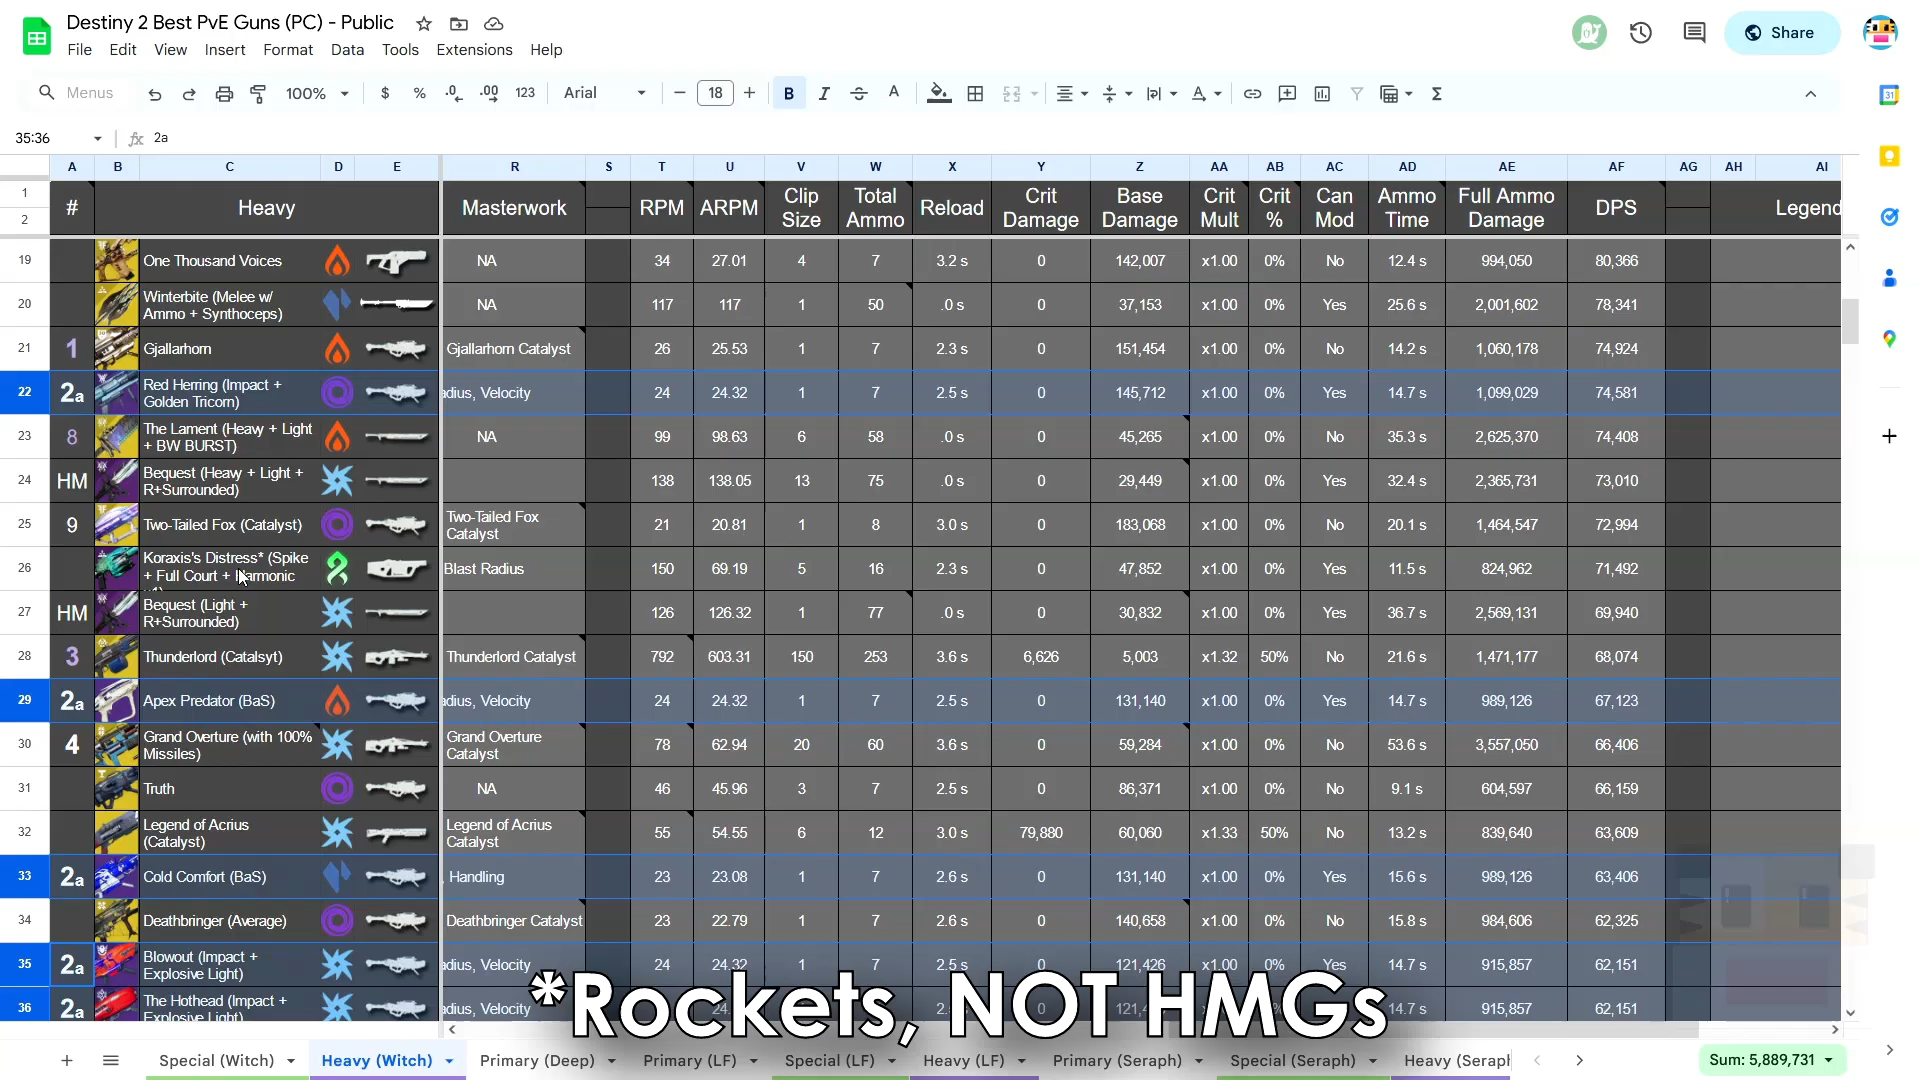 Destiny 2 Best PvE Guns (PC) - Public
File Edit View Insert Format Data Tools Extensions Help
Share
Menus 100% $ % .0 .00 123 Arial 18 B I A Σ
35:36 fx 2a
A B C D E R S T U V W X Y Z AA AB AC AD AE AF AG AH AI
1
2
# Heavy Masterwork RPM ARPM Clip Size Total Ammo Reload Crit Damage Base Damage Crit Mult Crit % Can Mod Ammo Time Full Ammo Damage DPS Legend
19 One Thousand Voices NA 34 27.01 4 7 3.2 s 0 142,007 x1.00 0% No 12.4 s 994,050 80,366
20 Winterbite (Melee w/ Ammo + Synthoceps) NA 117 117 1 50 .0 s 0 37,153 x1.00 0% Yes 25.6 s 2,001,602 78,341
21 1 Gjallarhorn Gjallarhorn Catalyst 26 25.53 1 7 2.3 s 0 151,454 x1.00 0% No 14.2 s 1,060,178 74,924
22 2a Red Herring (Impact + Golden Tricorn) adius, Velocity 24 24.32 1 7 2.5 s 0 145,712 x1.00 0% Yes 14.7 s 1,099,029 74,581
23 8 The Lament (Heavy + Light + BW BURST) NA 99 98.63 6 58 .0 s 0 45,265 x1.00 0% No 35.3 s 2,625,370 74,408
24 HM Bequest (Heavy + Light + R+Surrounded) 138 138.05 13 75 .0 s 0 29,449 x1.00 0% Yes 32.4 s 2,365,731 73,010
25 9 Two-Tailed Fox (Catalyst) Two-Tailed Fox Catalyst 21 20.81 1 8 3.0 s 0 183,068 x1.00 0% No 20.1 s 1,464,547 72,994
26 Koraxis's Distress* (Spike + Full Court + Harmonic Blast Radius 150 69.19 5 16 2.3 s 0 47,852 x1.00 0% Yes 11.5 s 824,962 71,492
27 HM Bequest (Light + R+Surrounded) 126 126.32 1 77 .0 s 0 30,832 x1.00 0% Yes 36.7 s 2,569,131 69,940
28 3 Thunderlord (Catalsyt) Thunderlord Catalyst 792 603.31 150 253 3.6 s 6,626 5,003 x1.32 50% No 21.6 s 1,471,177 68,074
29 2a Apex Predator (BaS) adius, Velocity 24 24.32 1 7 2.5 s 0 131,140 x1.00 0% Yes 14.7 s 989,126 67,123
30 4 Grand Overture (with 100% Missiles) Grand Overture Catalyst 78 62.94 20 60 3.6 s 0 59,284 x1.00 0% No 53.6 s 3,557,050 66,406
31 Truth NA 46 45.96 3 7 2.5 s 0 86,371 x1.00 0% No 9.1 s 604,597 66,159
32 Legend of Acrius (Catalyst) Legend of Acrius Catalyst 55 54.55 6 12 3.0 s 79,880 60,060 x1.33 50% No 13.2 s 839,640 63,609
33 2a Cold Comfort (BaS) , Handling 23 23.08 1 7 2.6 s 0 131,140 x1.00 0% Yes 15.6 s 989,126 63,406
34 Deathbringer (Average) Deathbringer Catalyst 23 22.79 1 7 2.6 s 0 140,658 x1.00 0% No 15.8 s 984,606 62,325
35 2a Blowout (Impact + Explosive Light) adius, Velocity 24 24.32 1 7 2.5 s 0 121,426 x1.00 0% Yes 14.7 s 915,857 62,151
36 2a The Hothead (Impact + Explosive Light) adius, Velocity 14.7 s 915,857 62,151
*Rockets, NOT HMGs
Special (Witch) Heavy (Witch) Primary (Deep) Primary (LF) Special (LF) Heavy (LF) Primary (Seraph) Special (Seraph) Heavy (Seraph Sum: 5,889,731